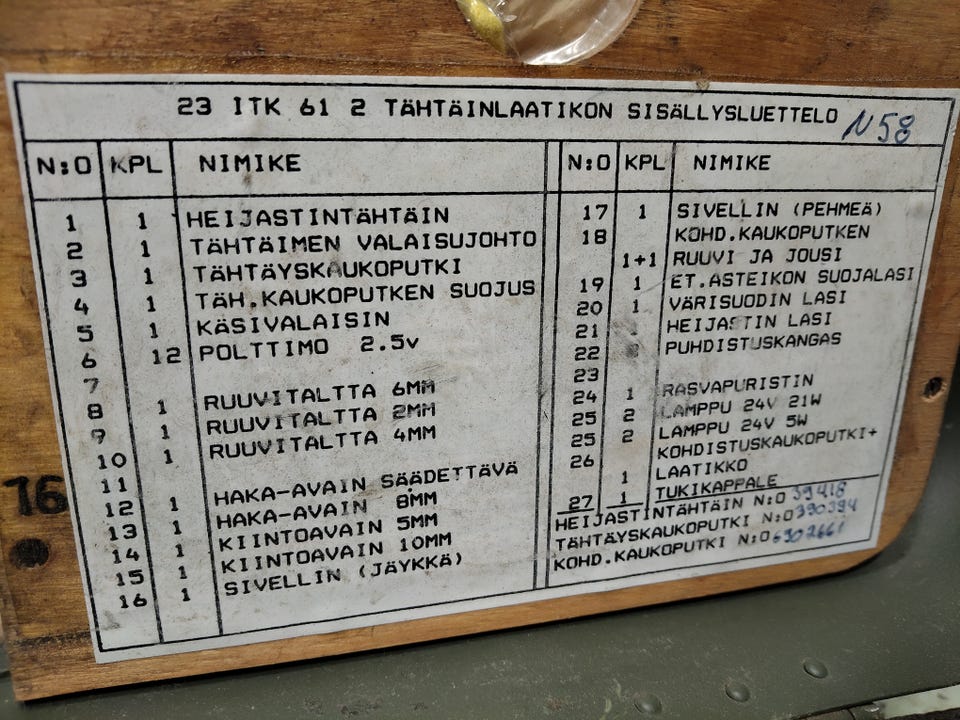 23 ITK 61 2 TÄHTÄINLAATIKON SISÄLLYSLUETTELO N58
N:O KPL NIMIKE
1 1 HEIJASTINTÄHTÄIN
2 1 TÄHTÄIMEN VALAISUJOHTO
3 1 TÄHTÄYSKAUKOPUTKI
4 1 TÄH.KAUKOPUTKEN SUOJUS
5 1 KÄSIVALAISIN
6 12 POLTTIMO 2.5v
7
8 1 RUUVITALTTA 6MM
9 1 RUUVITALTTA 2MM
10 1 RUUVITALTTA 4MM
11
12 1 HAKA-AVAIN SÄÄDETTÄVÄ
13 1 HAKA-AVAIN 8MM
14 1 KIINTOAVAIN 5MM
15 1 KIINTOAVAIN 10MM
16 1 SIVELLIN (JÄYKKÄ)
N:O KPL NIMIKE
17 1 SIVELLIN (PEHMEÄ)
18 KOHD.KAUKOPUTKEN
1+1 RUUVI JA JOUSI
19 1 ET.ASTEIKON SUOJALASI
20 1 VÄRISUODIN LASI
21 1 HEIJASTIN LASI
22 PUHDISTUSKANGAS
23
24 1 RASVAPURISTIN
25 2 LAMPPU 24V 21W
25 2 LAMPPU 24V 5W
26 KOHDISTUSKAUKOPUTKI+
1 LAATIKKO
27 1 TUKIKAPPALE
HEIJASTINTÄHTÄIN N:O 39418
TÄHTÄYSKAUKOPUTKI N:O 390394
KOHD.KAUKOPUTKI N:O 6902661
16